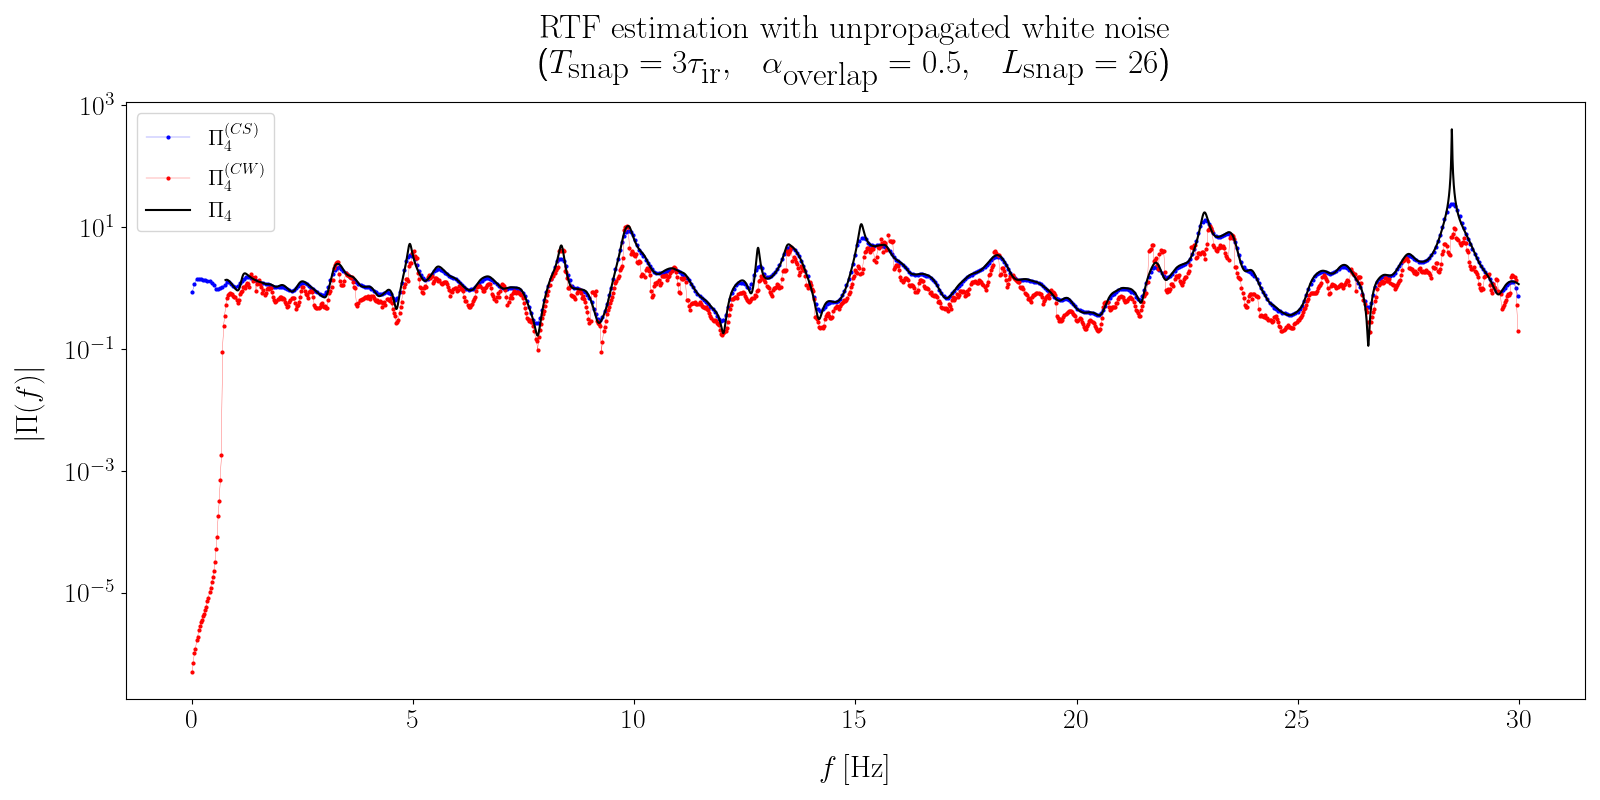 RTF estimation with unpropagated white noise
(T_snap = 3τ_ir, α_overlap = 0.5, L_snap = 26)
10^3
Π_4^(CS)
Π_4^(CW)
Π_4
10^1
10^−1
10^−3
10^−5
|Π(f)|
0 5 10 15 20 25 30
f [Hz]